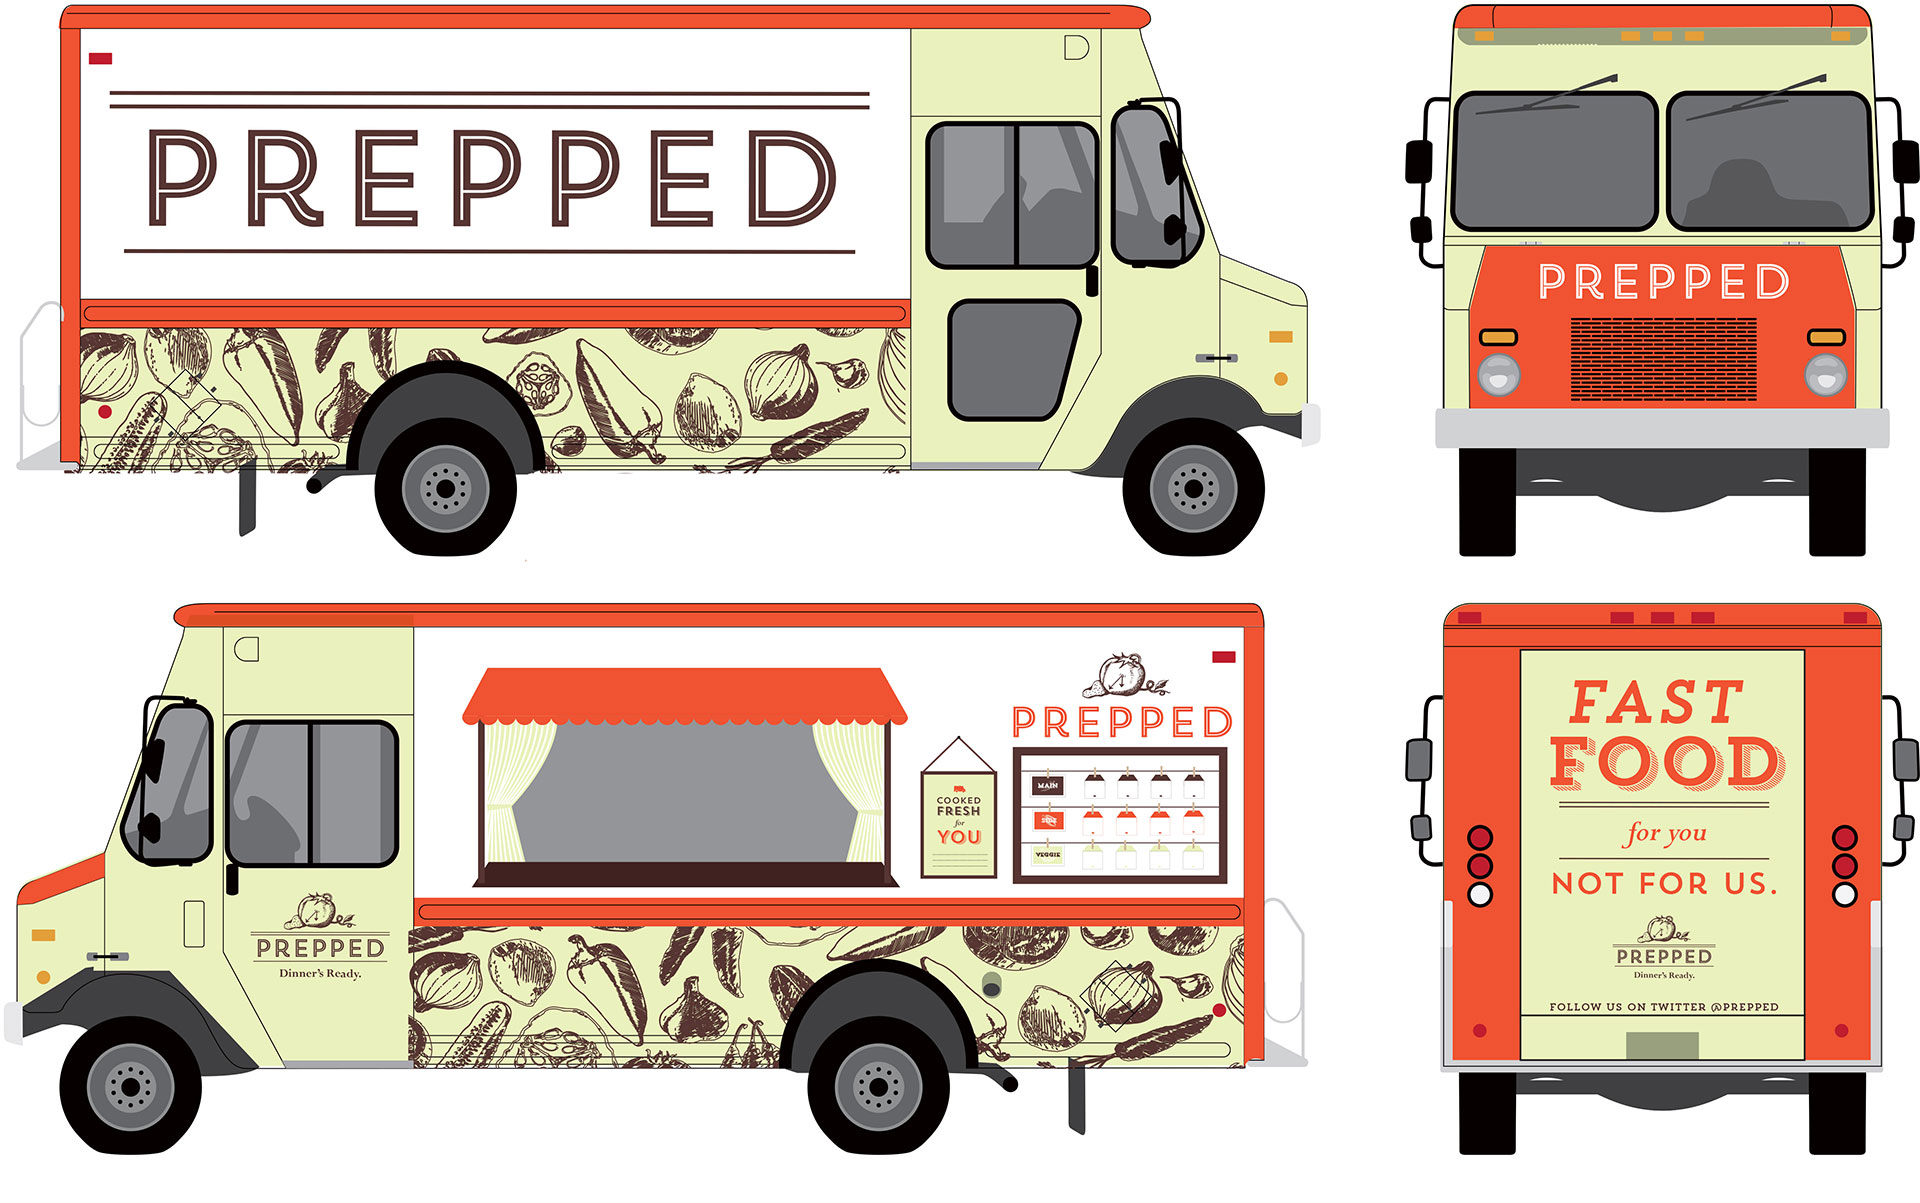 PREPPED
PREPPED
PREPPED
Dinner's Ready.
COOKED
FRESH
for
YOU
PREPPED
MAIN
SIDE
VEGGIE
FAST
FOOD
for you
NOT FOR US.
PREPPED
Dinner's Ready.
FOLLOW US ON TWITTER @PREPPED